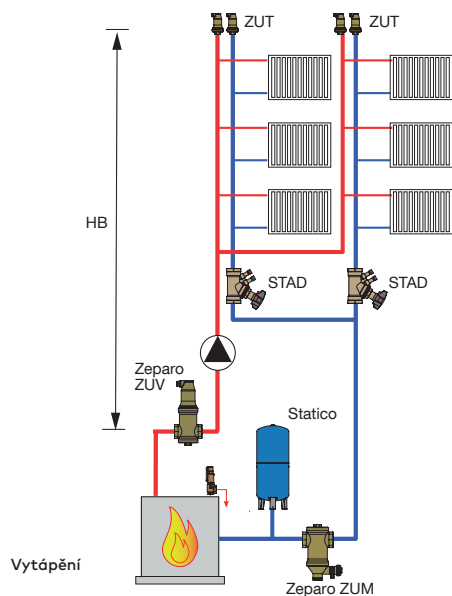 ZUT
ZUT
HB
STAD
STAD
Zeparo
ZUV
Statico
Vytápění
Zeparo ZUM